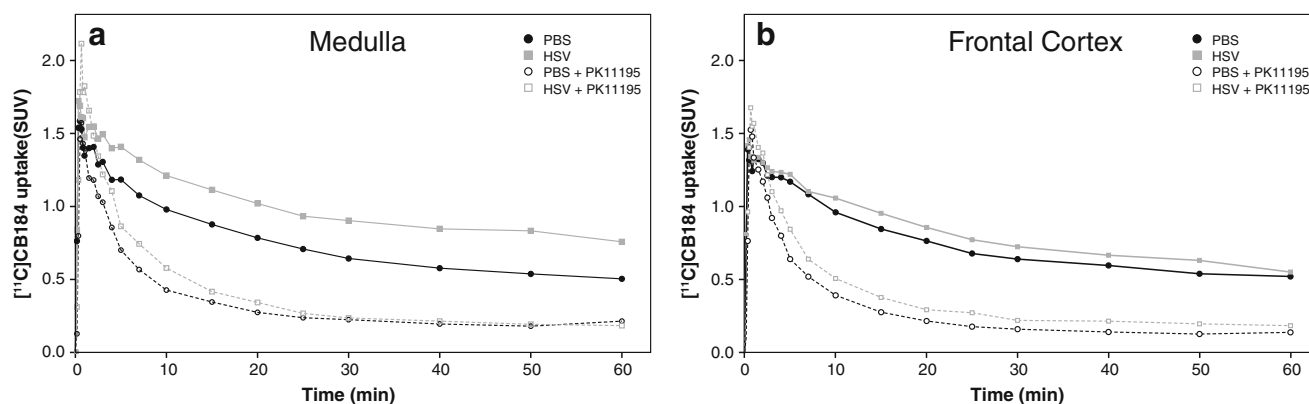 a
Medulla
PBS
HSV
PBS + PK11195
HSV + PK11195
[¹¹C]CB184 uptake(SUV)
2.0
1.5
1.0
0.5
0.0
0 10 20 30 40 50 60
Time (min)
b
Frontal Cortex
PBS
HSV
PBS + PK11195
HSV + PK11195
[¹¹C]CB184 uptake(SUV)
2.0
1.5
1.0
0.5
0.0
0 10 20 30 40 50 60
Time (min)